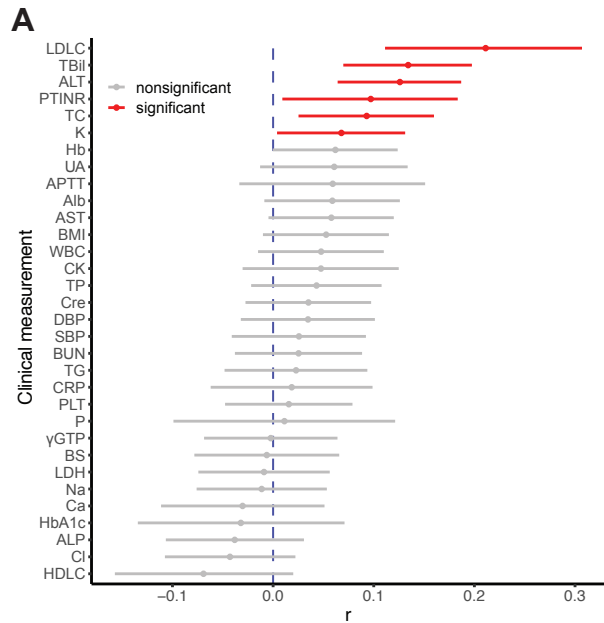 A
LDLC
TBil
ALT
PTINR
TC
K
Hb
UA
APTT
Alb
AST
BMI
WBC
CK
TP
Cre
DBP
SBP
BUN
TG
CRP
PLT
P
γGTP
BS
LDH
Na
Ca
HbA1c
ALP
Cl
HDLC
Clinical measurement
nonsignificant
significant
−0.1 0.0 0.1 0.2 0.3
r